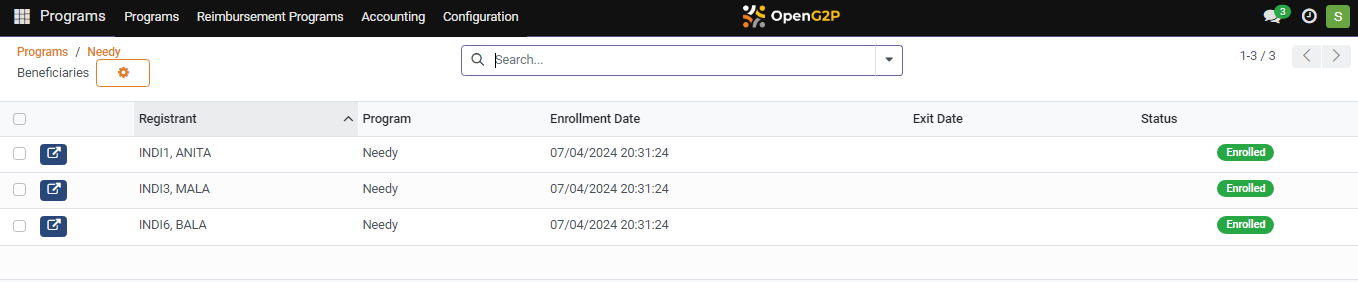 Programs Programs Reimbursement Programs Accounting Configuration OpenG2P 3 S
Programs / Needy Search... 1-3 / 3
Beneficiaries
Registrant Program Enrollment Date Exit Date Status
INDI1, ANITA Needy 07/04/2024 20:31:24 Enrolled
INDI3, MALA Needy 07/04/2024 20:31:24 Enrolled
INDI6, BALA Needy 07/04/2024 20:31:24 Enrolled